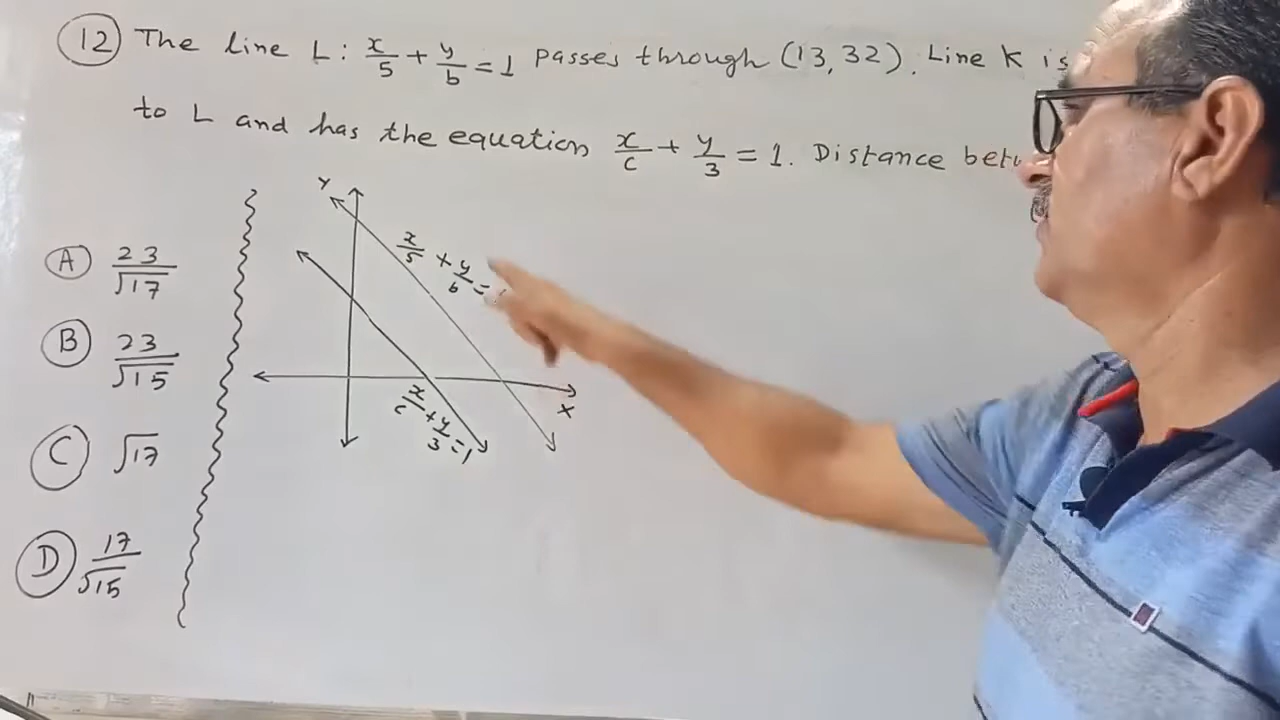 12 The line L: x/5 + y/b = 1 passes through (13, 32). Line K is
to L and has the equation x/c + y/3 = 1. Distance betw
A 23/√17
B 23/√15
C √17
D 17/√15
Y
x/5 + y/b =
x/c + y/3 = 1
X